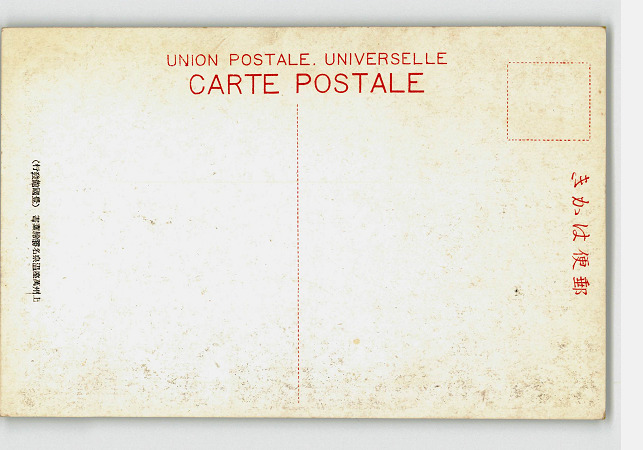 UNION POSTALE. UNIVERSELLE
CARTE POSTALE
きかは便郵